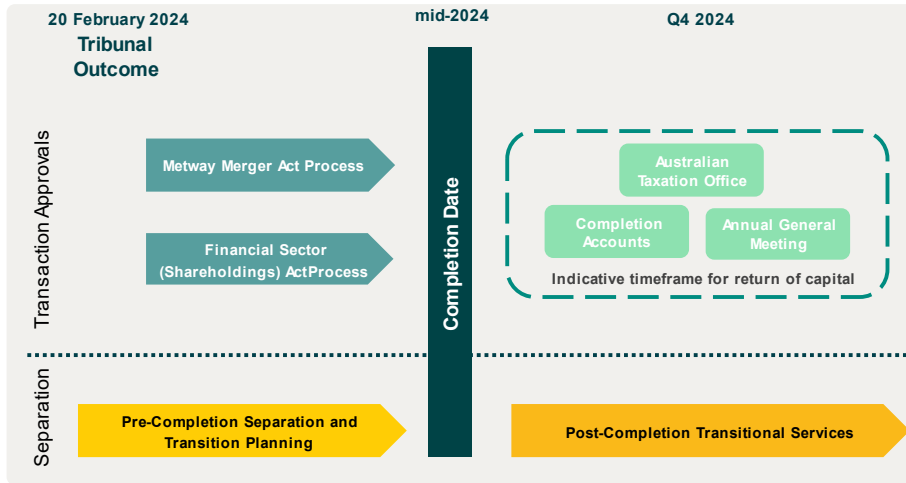 20 February 2024
Tribunal
Outcome
mid-2024
Q4 2024
Transaction Approvals
Metway Merger Act Process
Financial Sector
(Shareholdings) ActProcess
Completion Date
Australian
Taxation Office
Completion
Accounts
Annual General
Meeting
Indicative timeframe for return of capital
Separation
Pre-Completion Separation and
Transition Planning
Post-Completion Transitional Services